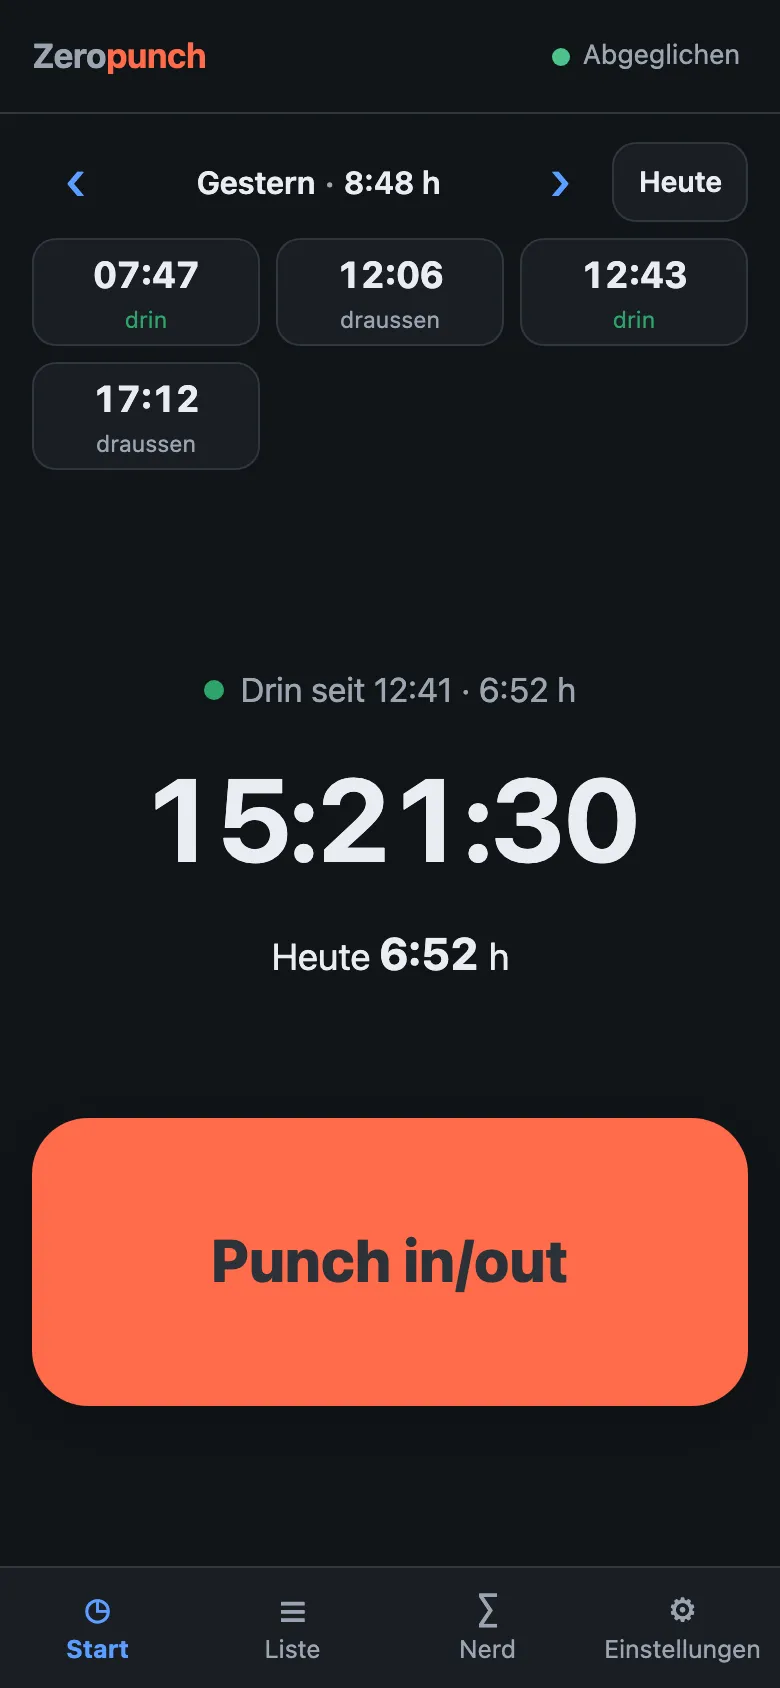 Zeropunch
Abgeglichen
‹ Gestern · 8:48 h › Heute
07:47 12:06 12:43
drin draussen drin
17:12
draussen
Drin seit 12:41 · 6:52 h
15:21:30
Heute 6:52 h
Punch in/out
Start Liste Nerd Einstellungen